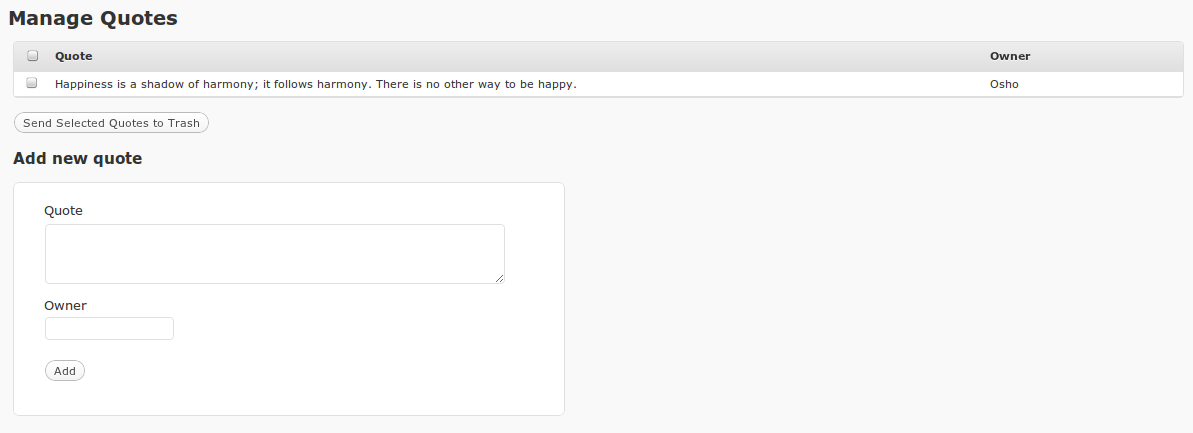 Manage Quotes
Quote Owner
Happiness is a shadow of harmony; it follows harmony. There is no other way to be happy. Osho
Send Selected Quotes to Trash
Add new quote
Quote
Owner
Add